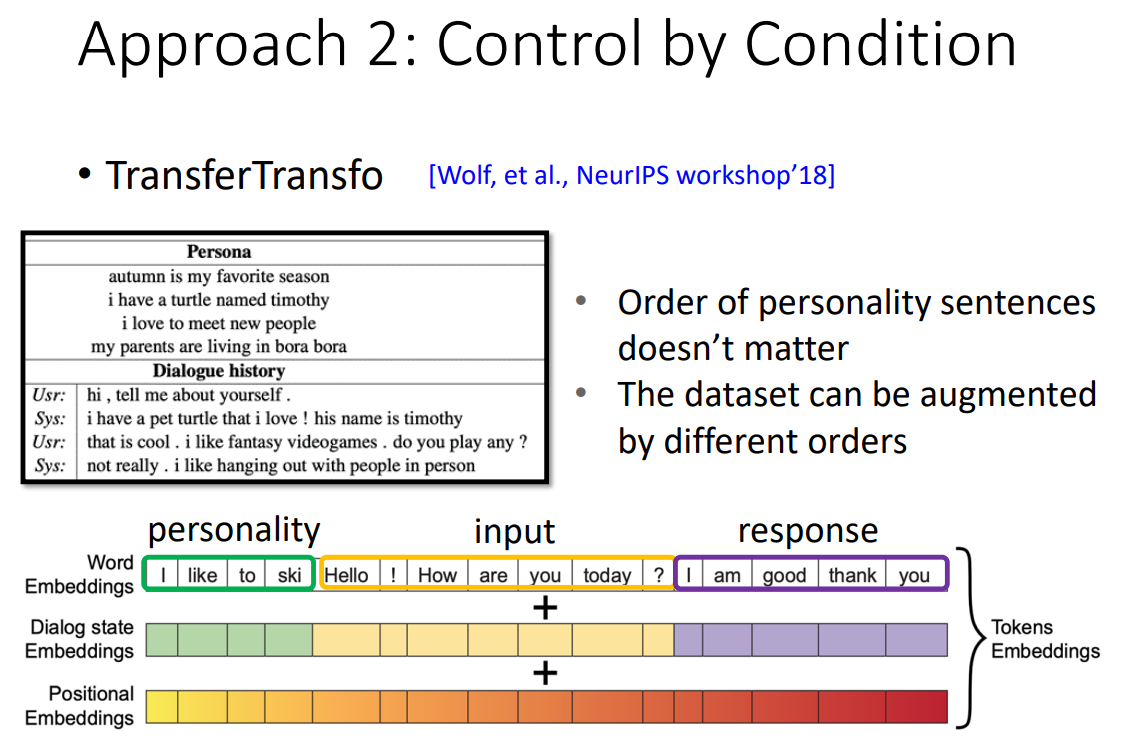 Approach 2: Control by Condition
• TransferTransfo [Wolf, et al., NeurIPS workshop’18]
Persona
autumn is my favorite season
i have a turtle named timothy
i love to meet new people
my parents are living in bora bora
Dialogue history
Usr: hi , tell me about yourself .
Sys: i have a pet turtle that i love ! his name is timothy
Usr: that is cool . i like fantasy videogames . do you play any ?
Sys: not really . i like hanging out with people in person
• Order of personality sentences
doesn’t matter
• The dataset can be augmented
by different orders
personality input response
Word
Embeddings
I like to ski Hello ! How are you today ? I am good thank you
+
Dialog state
Embeddings
+
Positional
Embeddings
Tokens
Embeddings